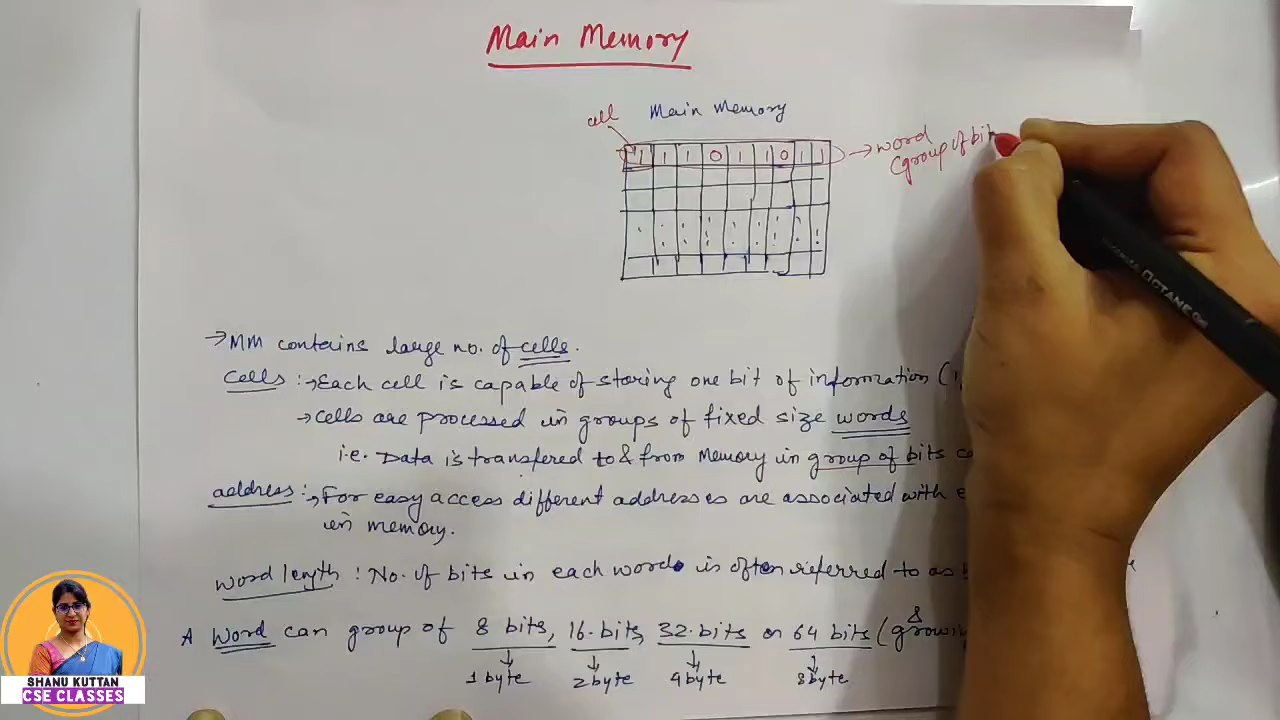 Main Memory
cell Main Memory
1 1 1 0 1 1 0 1 1 → word
(group of bit
→ MM contains large no. of cells.
Cells :→ Each cell is capable of storing one bit of information (1,
→ cells are processed in groups of fixed size words
i.e. Data is transfered to & from Memory in group of bits
address :→ For easy access different addresses are associated with
in memory.
word length : No. of bits in each word is often referred to as
A Word can group of 8 bits, 16-bits, 32-bits or 64 bits (&
1 byte 2 byte 4 byte 8 byte
SHANU KUTTAN
CSE CLASSES